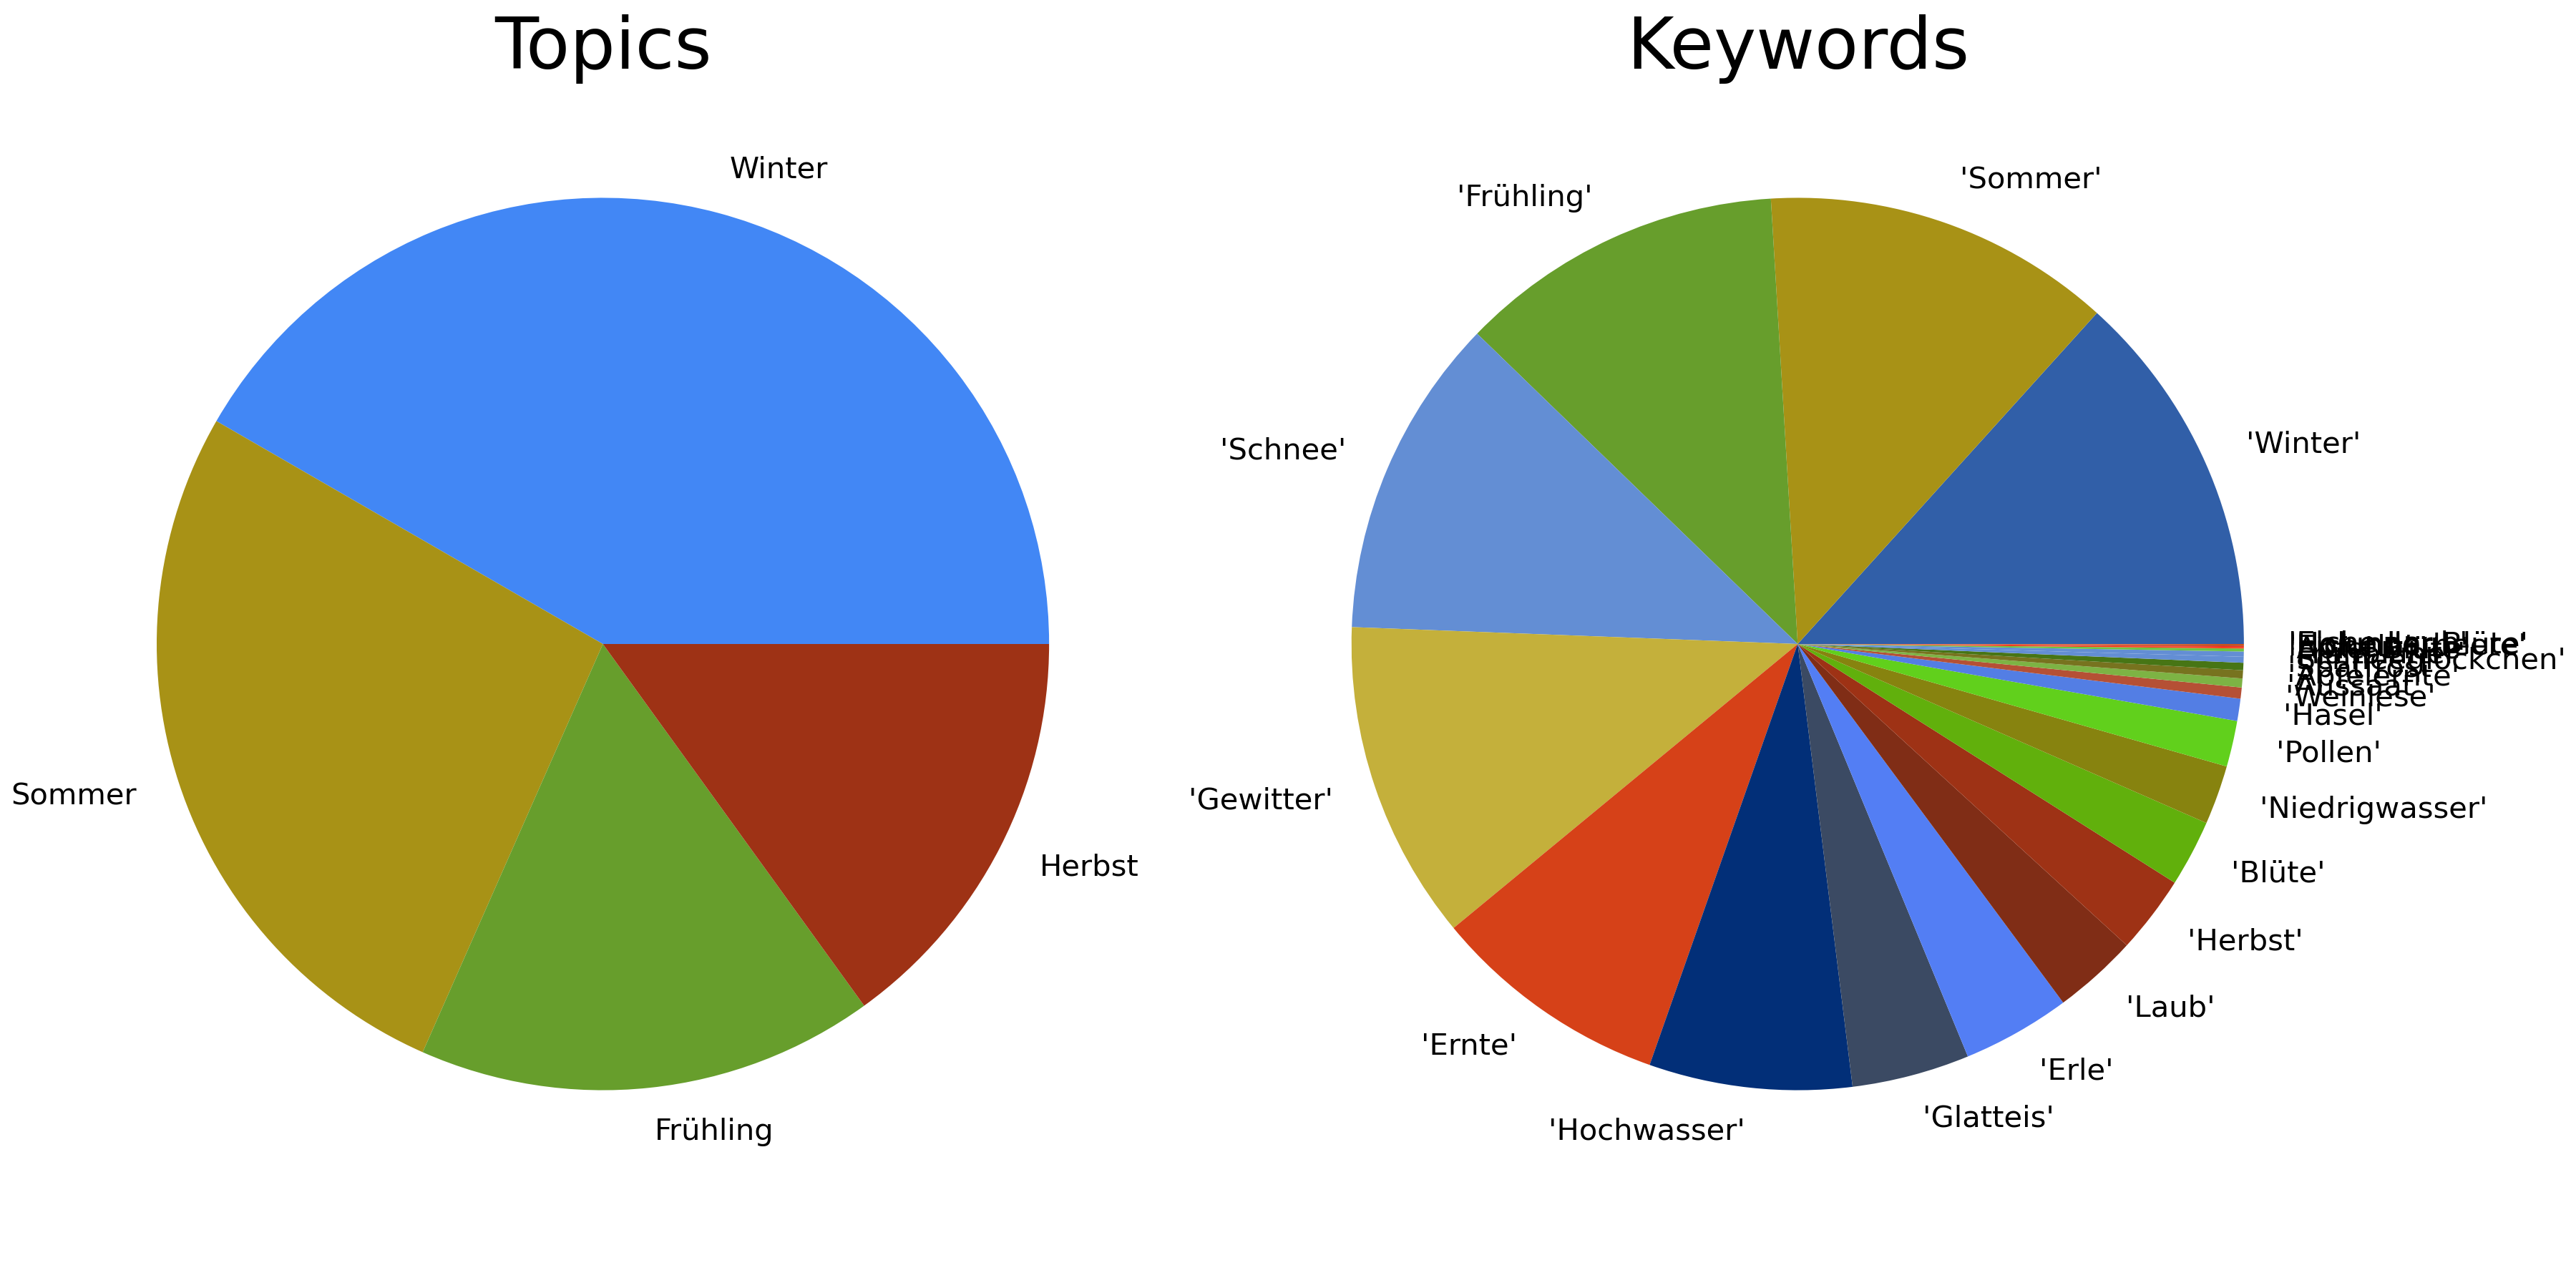 Topics
Winter
Sommer
Frühling
Herbst
Keywords
'Winter'
'Sommer'
'Frühling'
'Schnee'
'Gewitter'
'Ernte'
'Hochwasser'
'Glatteis'
'Erle'
'Laub'
'Herbst'
'Blüte'
'Niedrigwasser'
'Pollen'
'Hasel'
'Weinlese'
'Aussaat'
'Apfelernte'